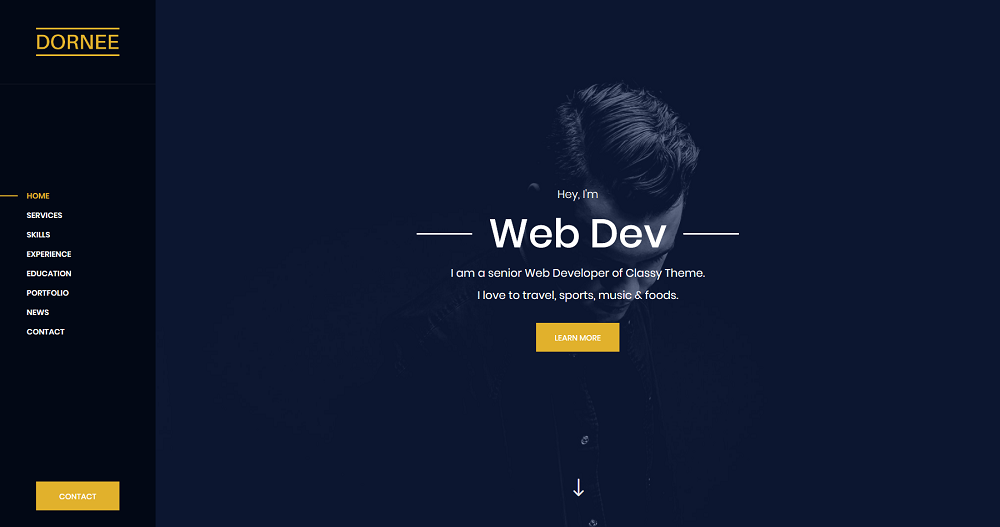 DORNEE
HOME
SERVICES
SKILLS
EXPERIENCE
EDUCATION
PORTFOLIO
NEWS
CONTACT
CONTACT
Hey, I'm
Web Dev
I am a senior Web Developer of Classy Theme.
I love to travel, sports, music & foods.
LEARN MORE